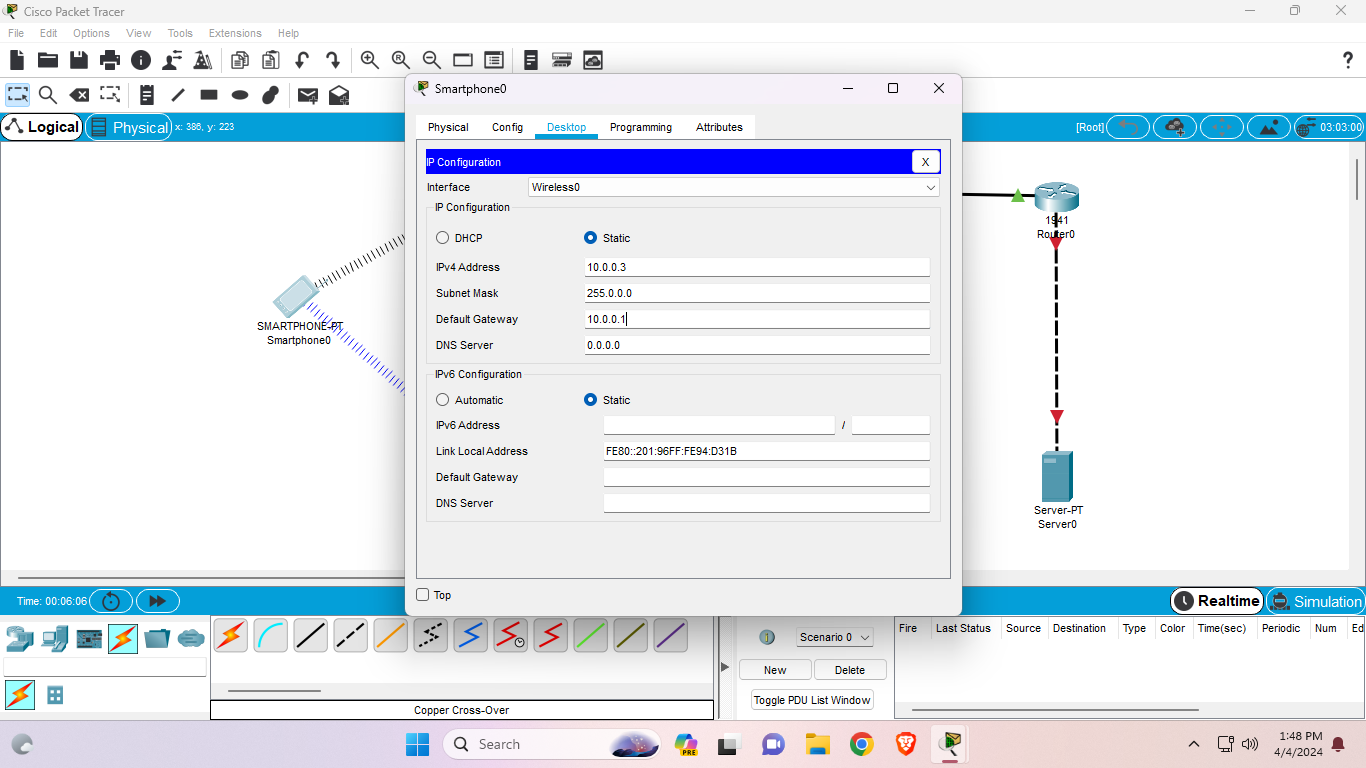 Cisco Packet Tracer
File Edit Options View Tools Extensions Help
Smartphone0
Logical
Physical
x: 386, y: 223
[Root]
03:03:00
Physical Config Desktop Programming Attributes
IP Configuration
X
Interface
Wireless0
IP Configuration
DHCP
Static
IPv4 Address
10.0.0.3
Subnet Mask
255.0.0.0
Default Gateway
10.0.0.1
DNS Server
0.0.0.0
IPv6 Configuration
Automatic
Static
IPv6 Address
/
Link Local Address
FE80::201:96FF:FE94:D31B
Default Gateway
DNS Server
Top
SMARTPHONE-PT
Smartphone0
1941
Router0
Server-PT
Server0
Time: 00:06:06
Realtime
Simulation
Copper Cross-Over
Scenario 0
New
Delete
Toggle PDU List Window
Fire Last Status Source Destination Type Color Time(sec) Periodic Num Ed
Search
PRE
1:48 PM
4/4/2024